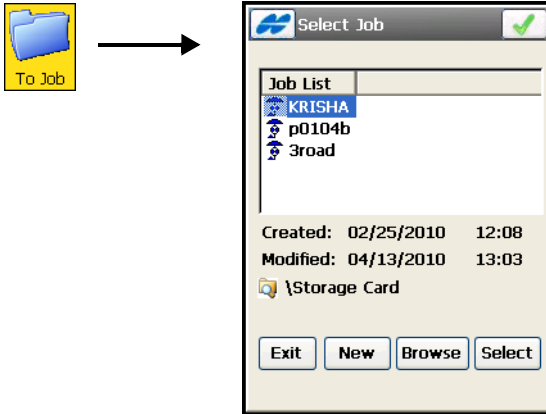 To Job
Select Job
Job List
KRISHA
p0104b
3road
Created: 02/25/2010 12:08
Modified: 04/13/2010 13:03
\Storage Card
Exit New Browse Select